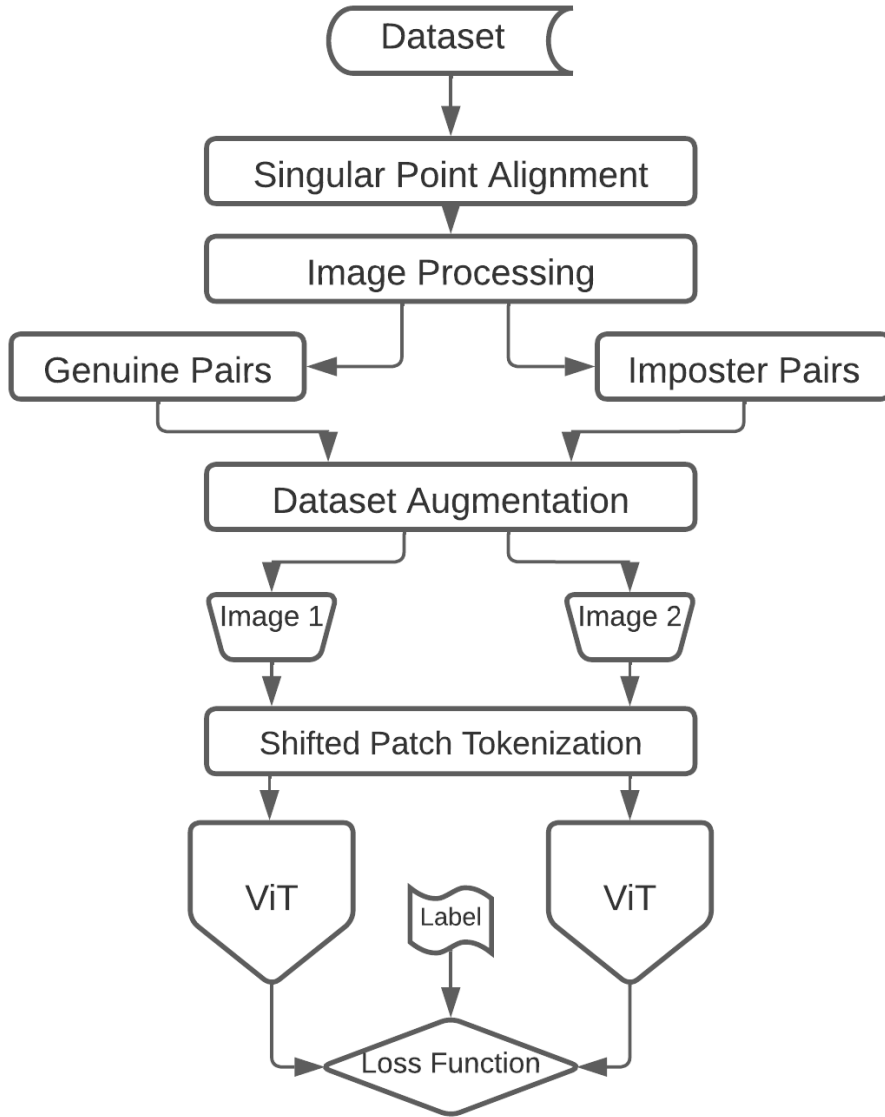 Dataset
Singular Point Alignment
Image Processing
Genuine Pairs
Imposter Pairs
Dataset Augmentation
Image 1
Image 2
Shifted Patch Tokenization
ViT
ViT
Label
Loss Function